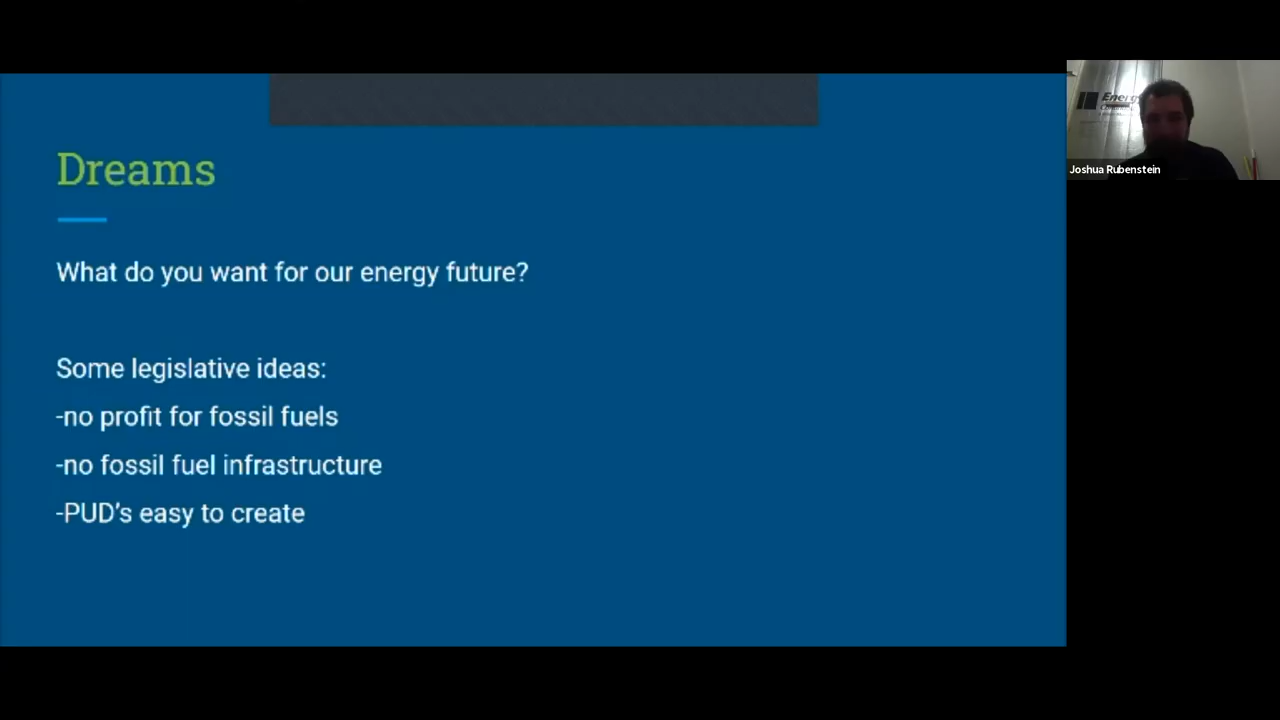 Dreams
What do you want for our energy future?
Some legislative ideas:
-no profit for fossil fuels
-no fossil fuel infrastructure
-PUD’s easy to create
Energy
Joshua Rubenstein